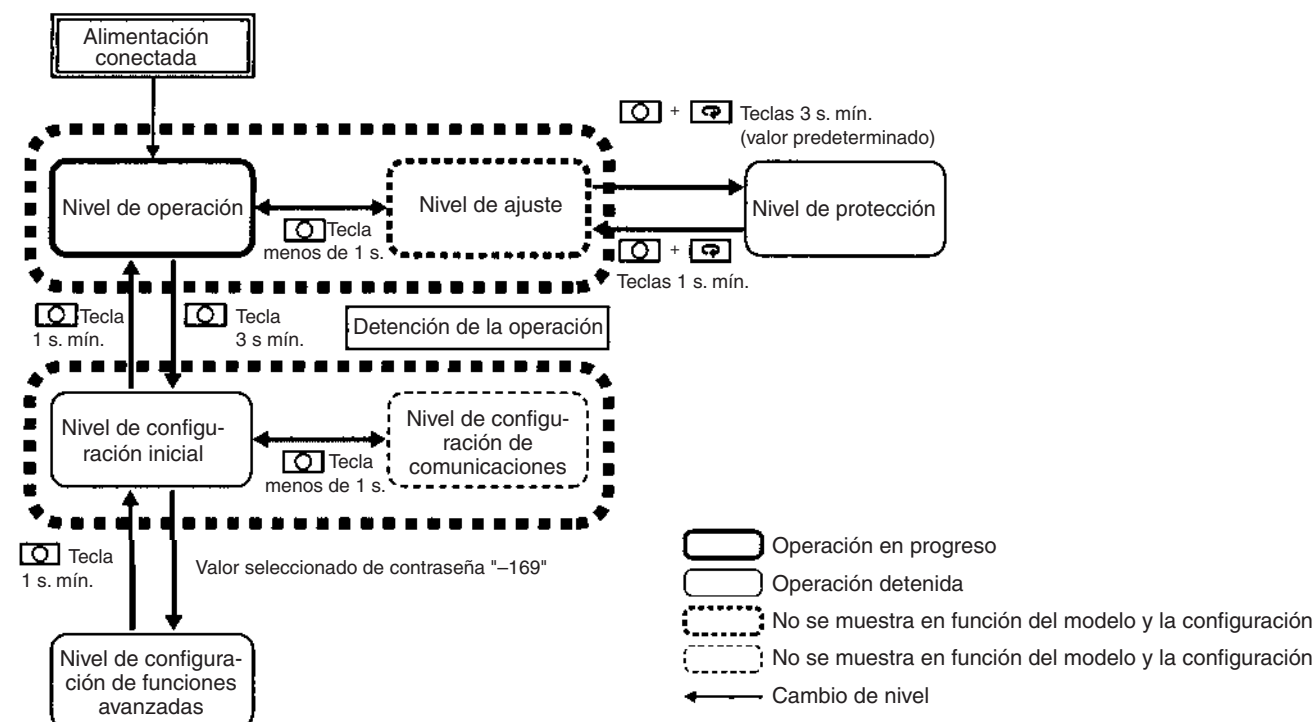 Alimentación
conectada
+ Teclas 3 s. mín.
(valor predeterminado)
Nivel de operación
Nivel de ajuste
Nivel de protección
Tecla
menos de 1 s.
+
Teclas 1 s. mín.
Tecla
1 s. mín.
Tecla
3 s mín.
Detención de la operación
Nivel de configu-
ración inicial
Nivel de configu-
ración de
comunicaciones
Tecla
menos de 1 s.
Tecla
1 s. mín.
Valor seleccionado de contraseña "–169"
Nivel de configura-
ción de funciones
avanzadas
Operación en progreso
Operación detenida
No se muestra en función del modelo y la configuración
No se muestra en función del modelo y la configuración
Cambio de nivel